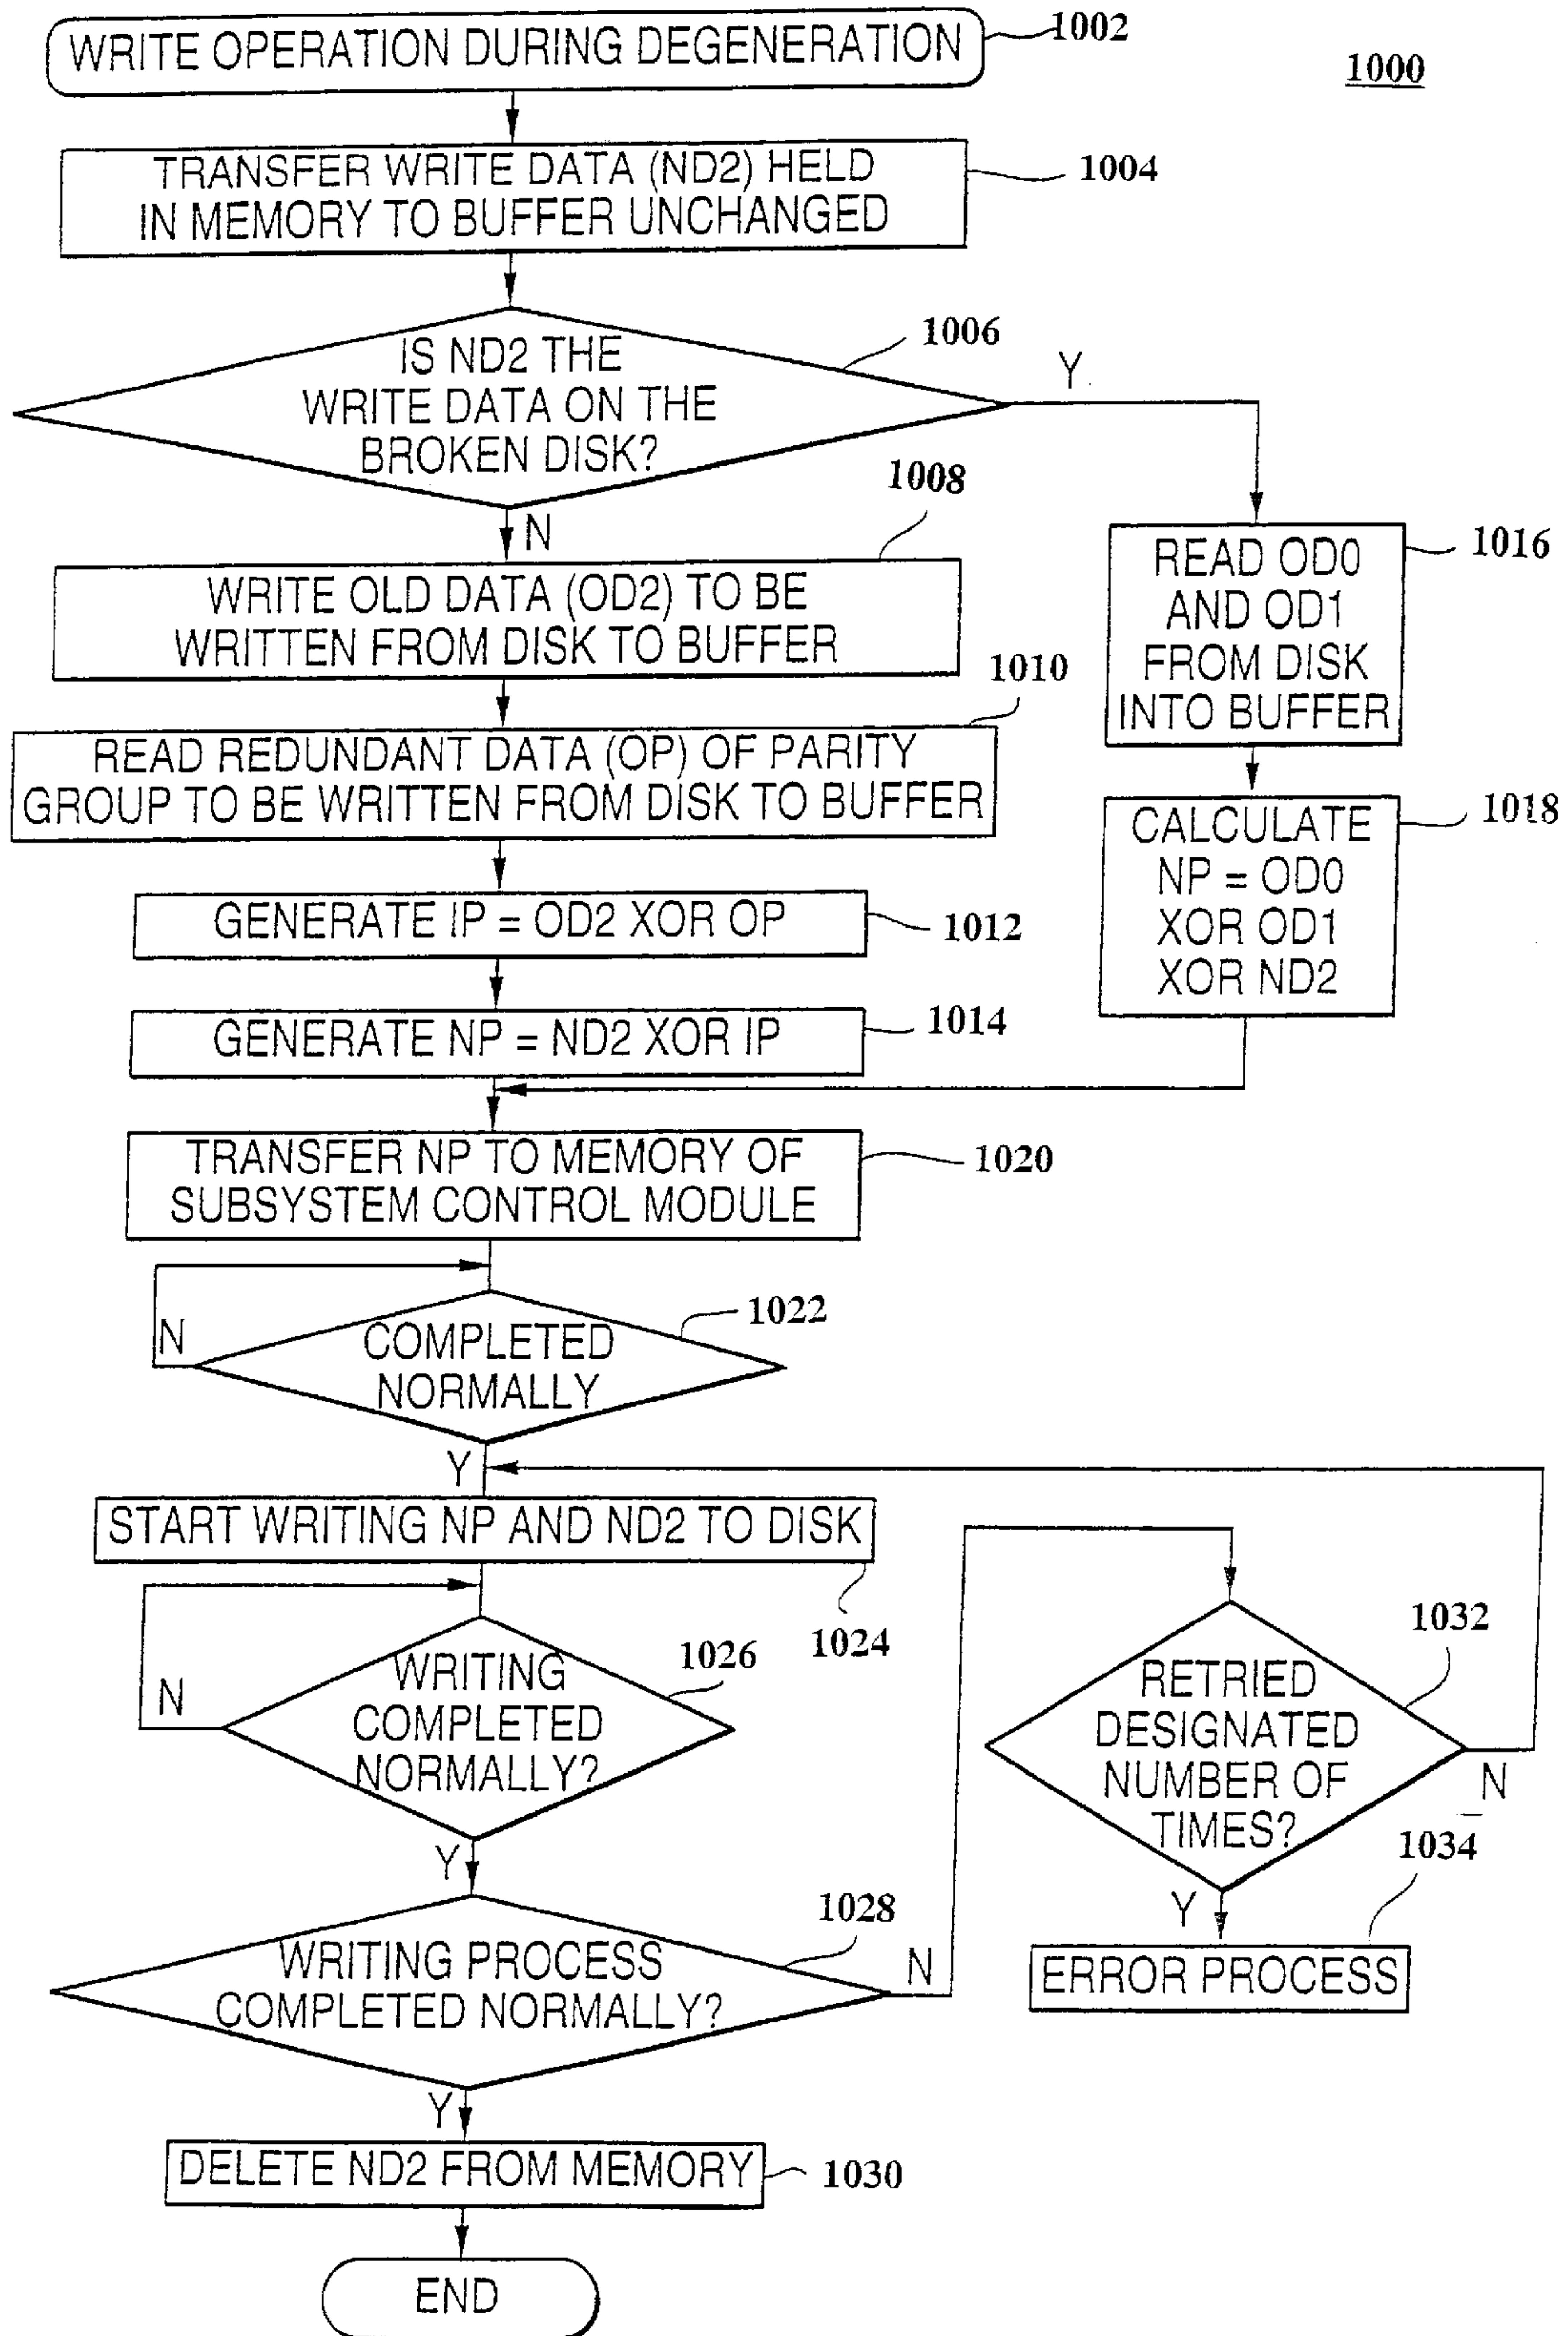 WRITE OPERATION DURING DEGENERATION
1002
1000
TRANSFER WRITE DATA (ND2) HELD
IN MEMORY TO BUFFER UNCHANGED
1004
IS ND2 THE
WRITE DATA ON THE
BROKEN DISK?
1006
Y
N
1008
WRITE OLD DATA (OD2) TO BE
WRITTEN FROM DISK TO BUFFER
READ OD0
AND OD1
FROM DISK
INTO BUFFER
1016
1010
READ REDUNDANT DATA (OP) OF PARITY
GROUP TO BE WRITTEN FROM DISK TO BUFFER
CALCULATE
NP = OD0
XOR OD1
XOR ND2
1018
GENERATE IP = OD2 XOR OP
1012
GENERATE NP = ND2 XOR IP
1014
TRANSFER NP TO MEMORY OF
SUBSYSTEM CONTROL MODULE
1020
N
COMPLETED
NORMALLY
1022
Y
START WRITING NP AND ND2 TO DISK
1024
N
WRITING
COMPLETED
NORMALLY?
1026
Y
RETRIED
DESIGNATED
NUMBER OF
TIMES?
1032
N
Y
1034
ERROR PROCESS
WRITING PROCESS
COMPLETED NORMALLY?
1028
N
Y
DELETE ND2 FROM MEMORY
1030
END